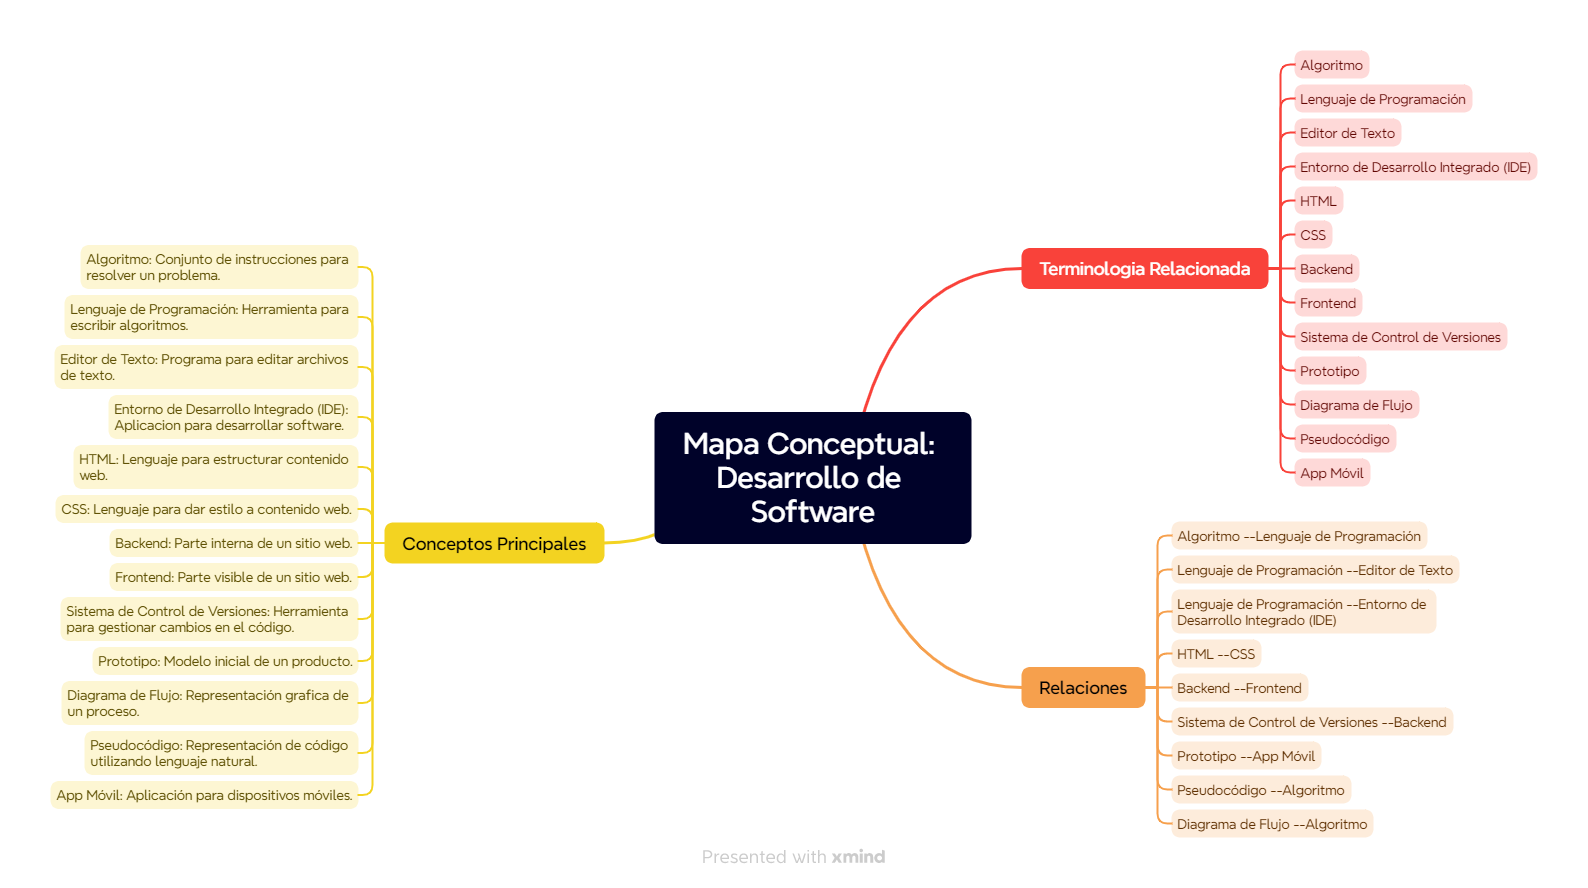 Mapa Conceptual:
Desarrollo de
Software
Terminologia Relacionada
Algoritmo
Lenguaje de Programación
Editor de Texto
Entorno de Desarrollo Integrado (IDE)
HTML
CSS
Backend
Frontend
Sistema de Control de Versiones
Prototipo
Diagrama de Flujo
Pseudocódigo
App Móvil
Relaciones
Algoritmo --Lenguaje de Programación
Lenguaje de Programación --Editor de Texto
Lenguaje de Programación --Entorno de
Desarrollo Integrado (IDE)
HTML --CSS
Backend --Frontend
Sistema de Control de Versiones --Backend
Prototipo --App Móvil
Pseudocódigo --Algoritmo
Diagrama de Flujo --Algoritmo
Conceptos Principales
Algoritmo: Conjunto de instrucciones para
resolver un problema.
Lenguaje de Programación: Herramienta para
escribir algoritmos.
Editor de Texto: Programa para editar archivos
de texto.
Entorno de Desarrollo Integrado (IDE):
Aplicacion para desarrollar software.
HTML: Lenguaje para estructurar contenido
web.
CSS: Lenguaje para dar estilo a contenido web.
Backend: Parte interna de un sitio web.
Frontend: Parte visible de un sitio web.
Sistema de Control de Versiones: Herramienta
para gestionar cambios en el código.
Prototipo: Modelo inicial de un producto.
Diagrama de Flujo: Representación grafica de
un proceso.
Pseudocódigo: Representación de código
utilizando lenguaje natural.
App Móvil: Aplicación para dispositivos móviles.
Presented with xmind